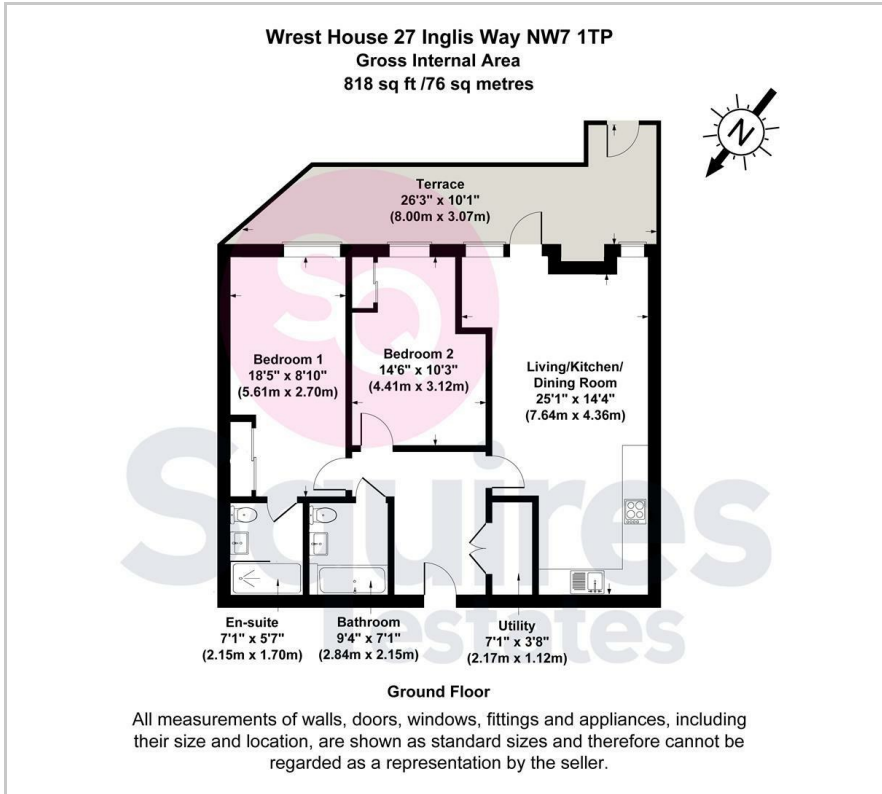 Wrest House 27 Inglis Way NW7 1TP
Gross Internal Area
818 sq ft /76 sq metres
N
Terrace
26'3" x 10'1"
(8.00m x 3.07m)
SQ
Bedroom 1
18'5" x 8'10"
(5.61m x 2.70m)
Bedroom 2
14'6" x 10'3"
(4.41m x 3.12m)
Living/Kitchen/
Dining Room
25'1" x 14'4"
(7.64m x 4.36m)
Squires
estates
En-suite
7'1" x 5'7"
(2.15m x 1.70m)
Bathroom
9'4" x 7'1"
(2.84m x 2.15m)
Utility
7'1" x 3'8"
(2.17m x 1.12m)
Ground Floor
All measurements of walls, doors, windows, fittings and appliances, including
their size and location, are shown as standard sizes and therefore cannot be
regarded as a representation by the seller.